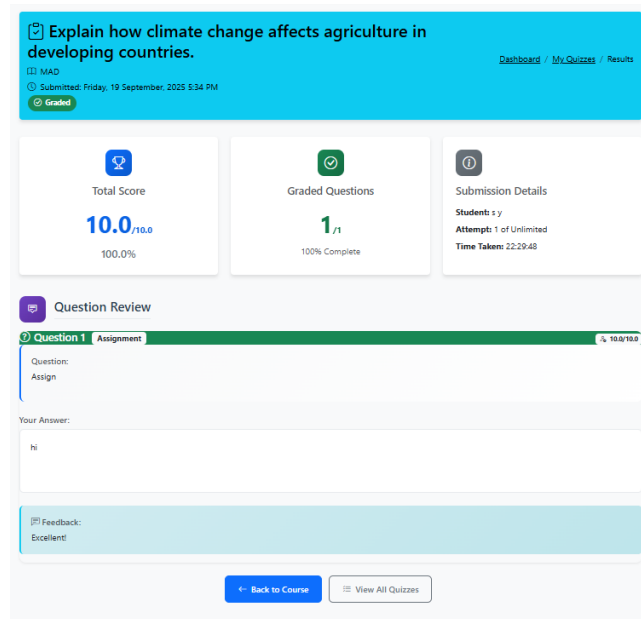 Explain how climate change affects agriculture in
developing countries.
MAD
Submitted: Friday, 19 September, 2025 5:34 PM
Graded
Dashboard / My Quizzes / Results
Total Score
10.0/10.0
100.0%
Graded Questions
1/1
100% Complete
Submission Details
Student: s y
Attempt: 1 of Unlimited
Time Taken: 22:29:48
Question Review
Question 1 Assignment 10.0/10.0
Question:
Assign
Your Answer:
hi
Feedback:
Excellent!
← Back to Course
View All Quizzes